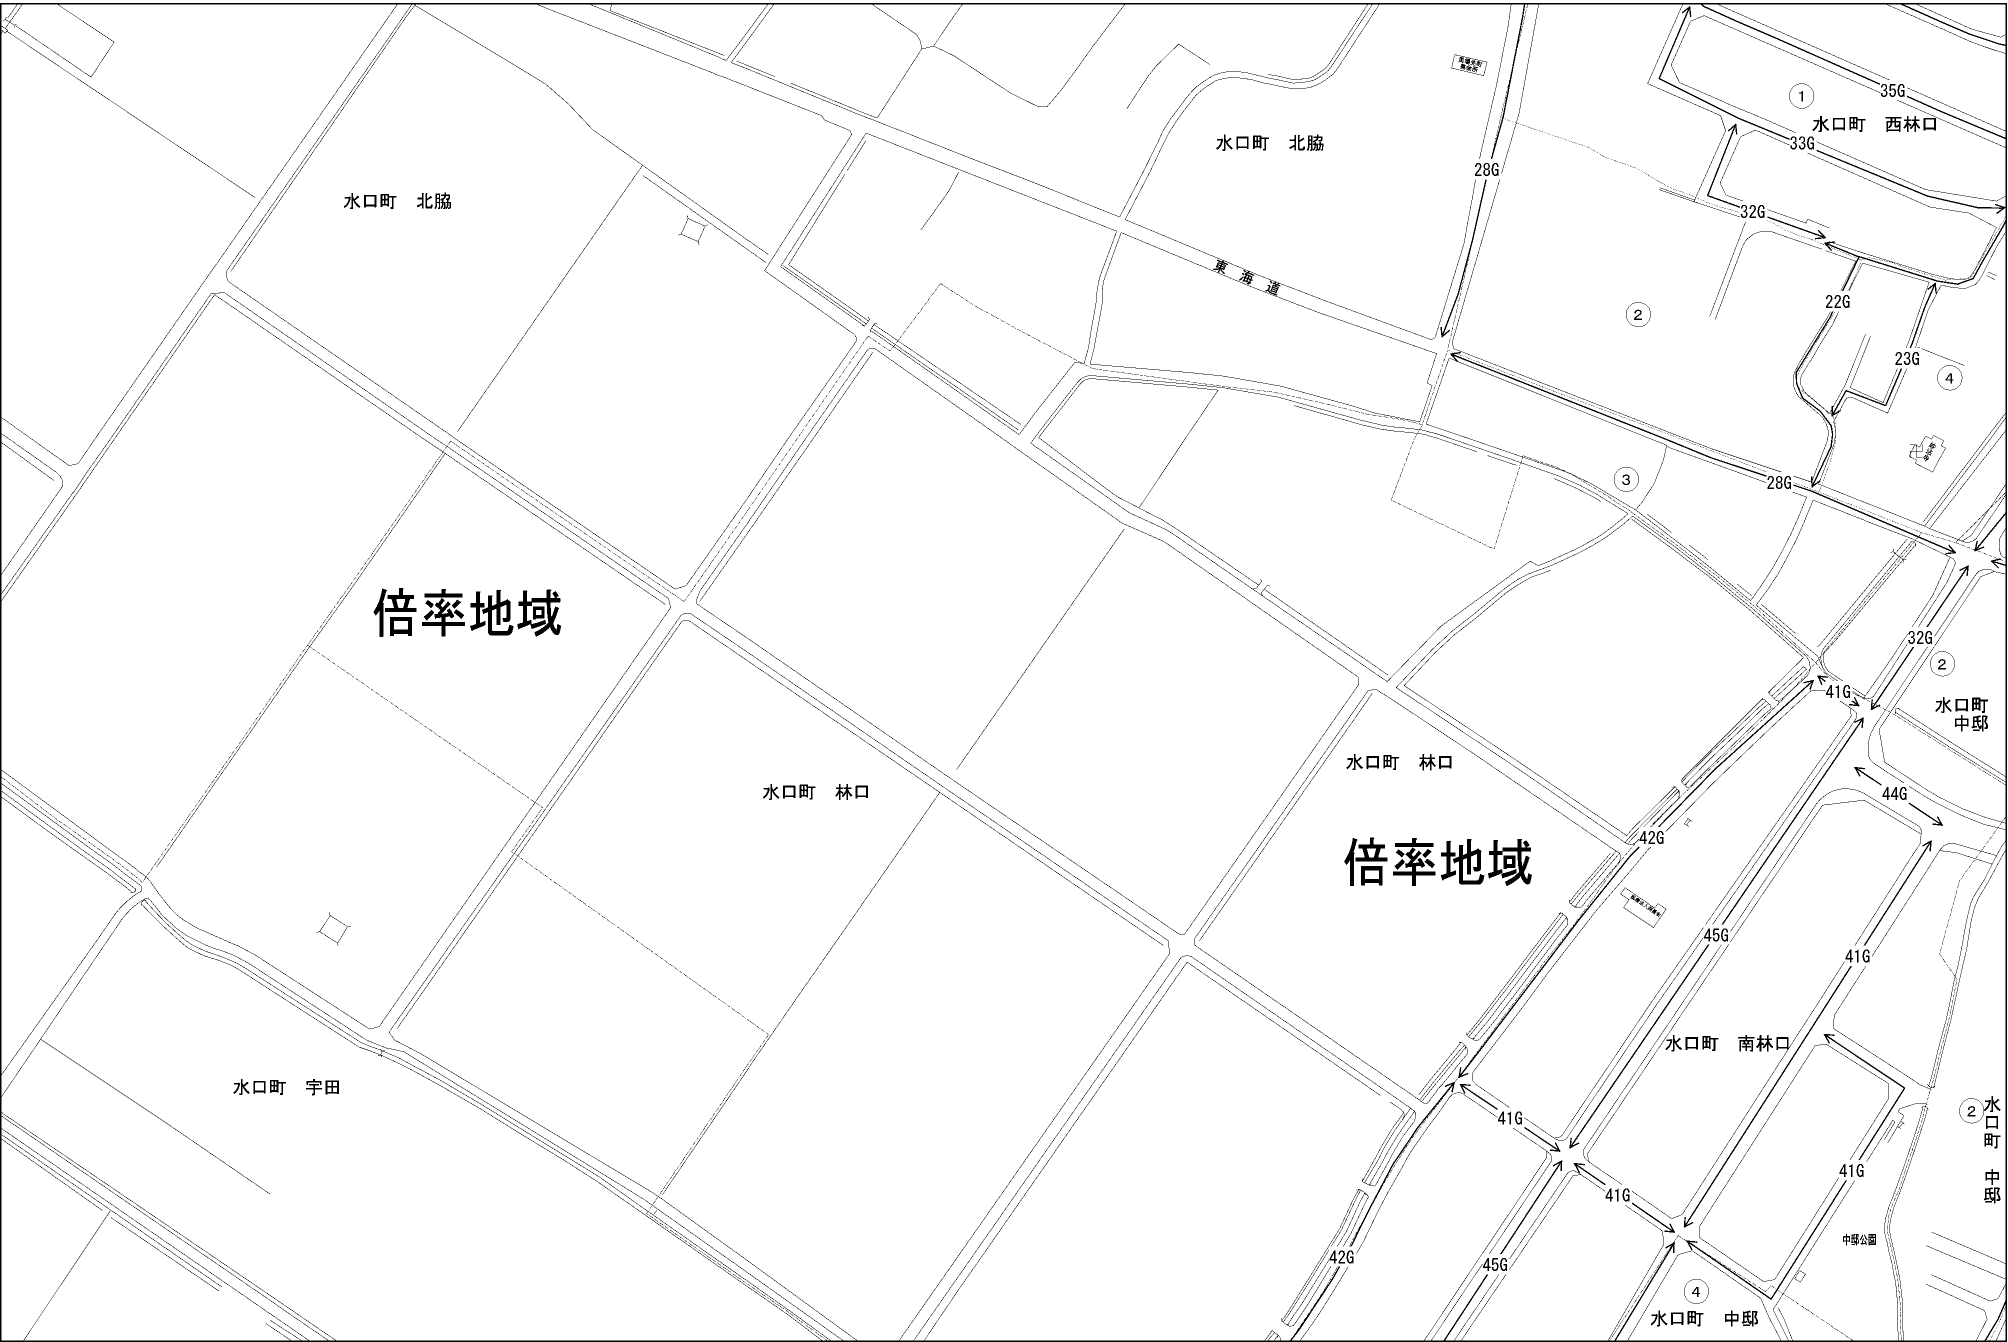 35G
①
水口町　西林口
33G
水口町　北脇
28G
水口町　北脇
32G
東海道
22G
②
23G
④
③
28G
倍率地域
32G
②
41G
水口町
中邸
水口町　林口
水口町　林口
44G
42G
倍率地域
45G
41G
水口町　南林口
水口町　宇田
41G
②
水口町　中邸
41G
41G
中邸公園
42G
45G
④
水口町　中邸